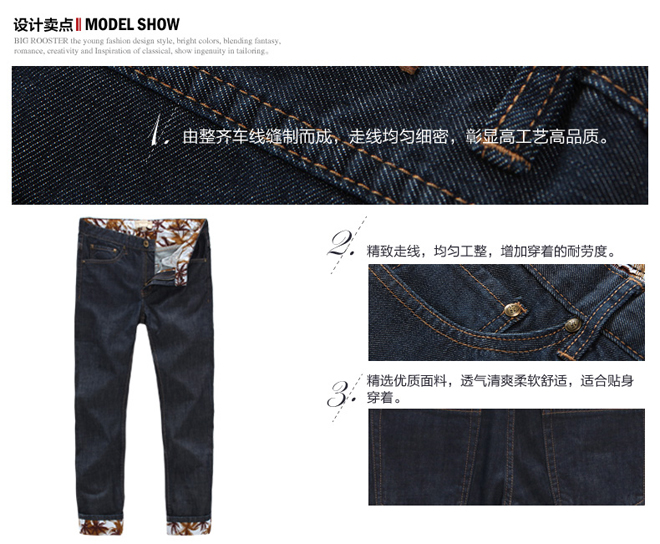 设计卖点 MODEL SHOW
BIG ROOSTER the young fashion design style, bright colors, blending fantasy,
romance, creativity and Inspiration of classical, show ingenuity in tailoring。
1. 由整齐车线缝制而成，走线均匀细密，彰显高工艺高品质。
2. 精致走线，均匀工整，增加穿着的耐劳度。
3. 精选优质面料，透气清爽柔软舒适，适合贴身
穿着。